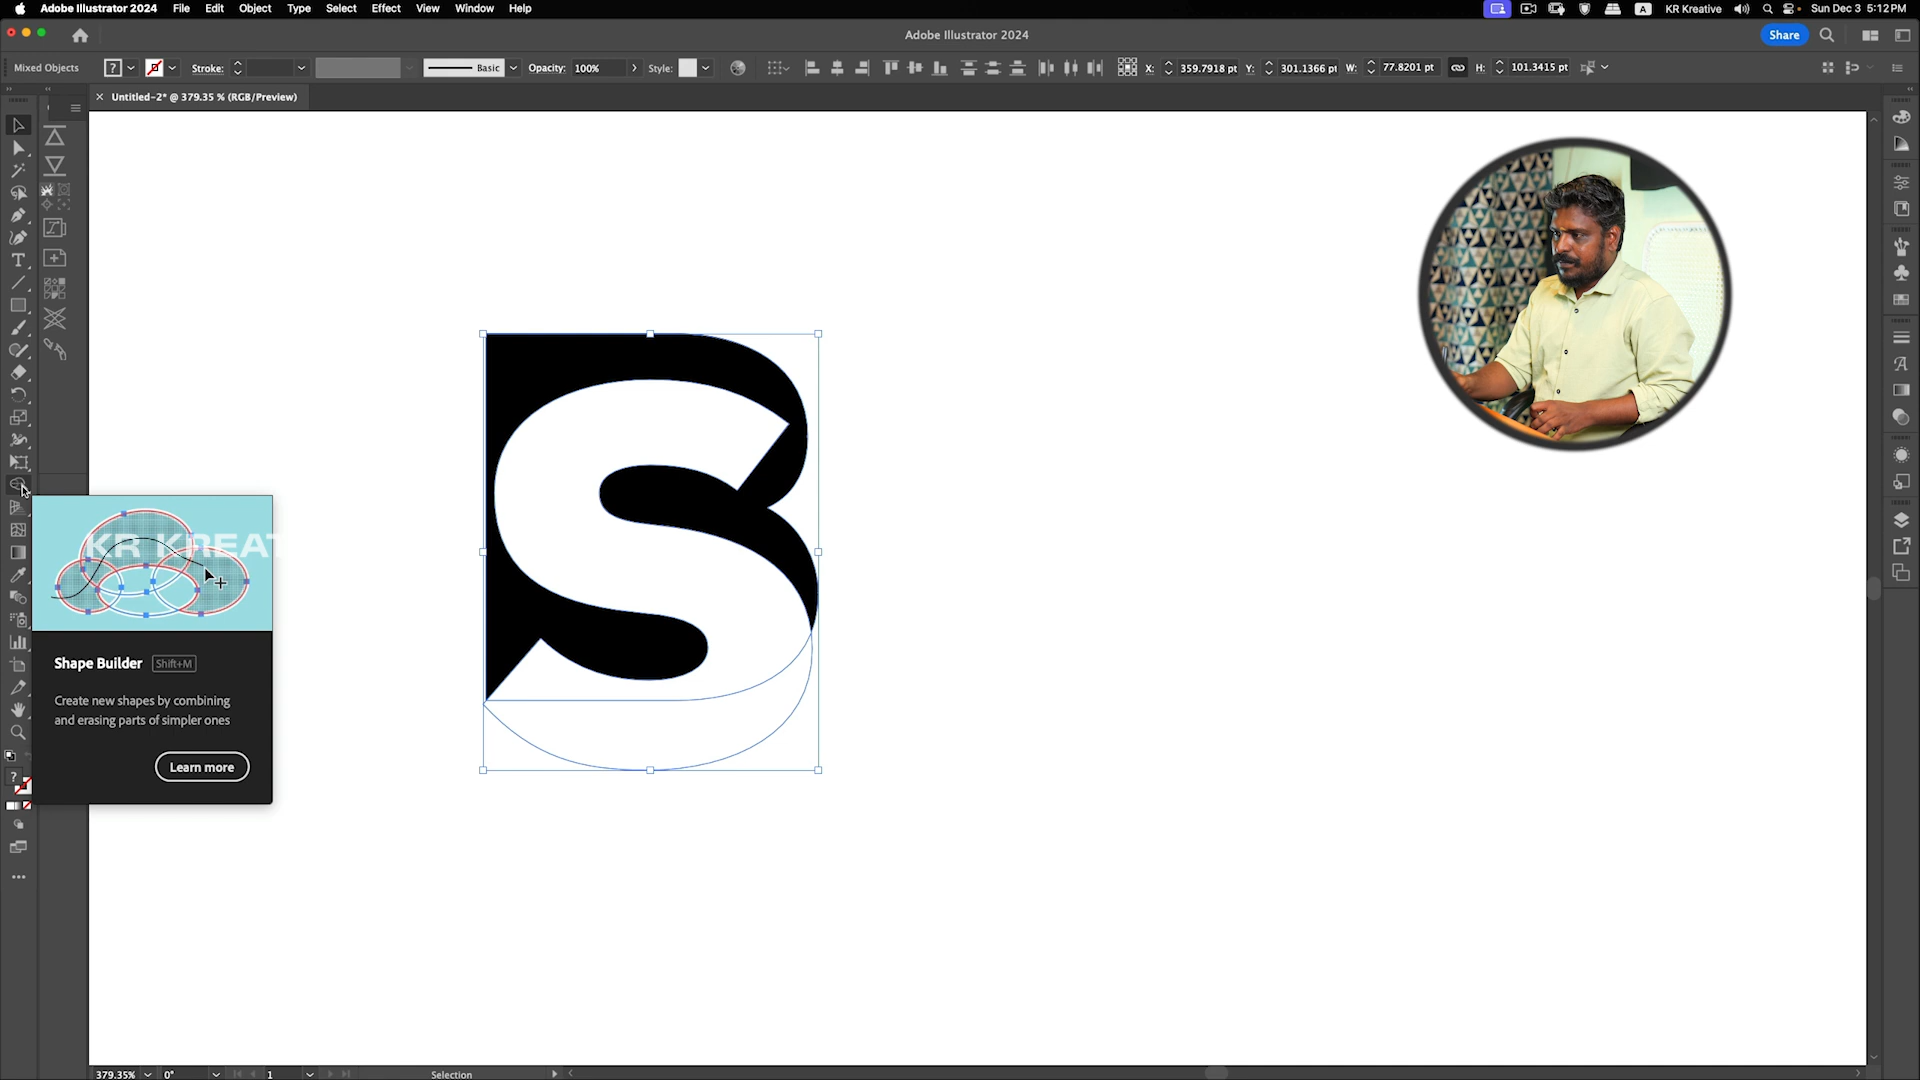 Adobe Illustrator 2024 File Edit Object Type Select Effect View Window Help A KR Kreative Sun Dec 3 5:12 PM
Adobe Illustrator 2024 Share
Mixed Objects ? Stroke: Basic Opacity: 100% Style: X: 359.7918 pt Y: 301.1366 pt W: 77.8201 pt H: 101.3415 pt
× Untitled-2* @ 379.35 % (RGB/Preview)
S
KR KREAT
Shape Builder Shift+M
Create new shapes by combining
and erasing parts of simpler ones
Learn more
?
379.35% 0° 1 Selection